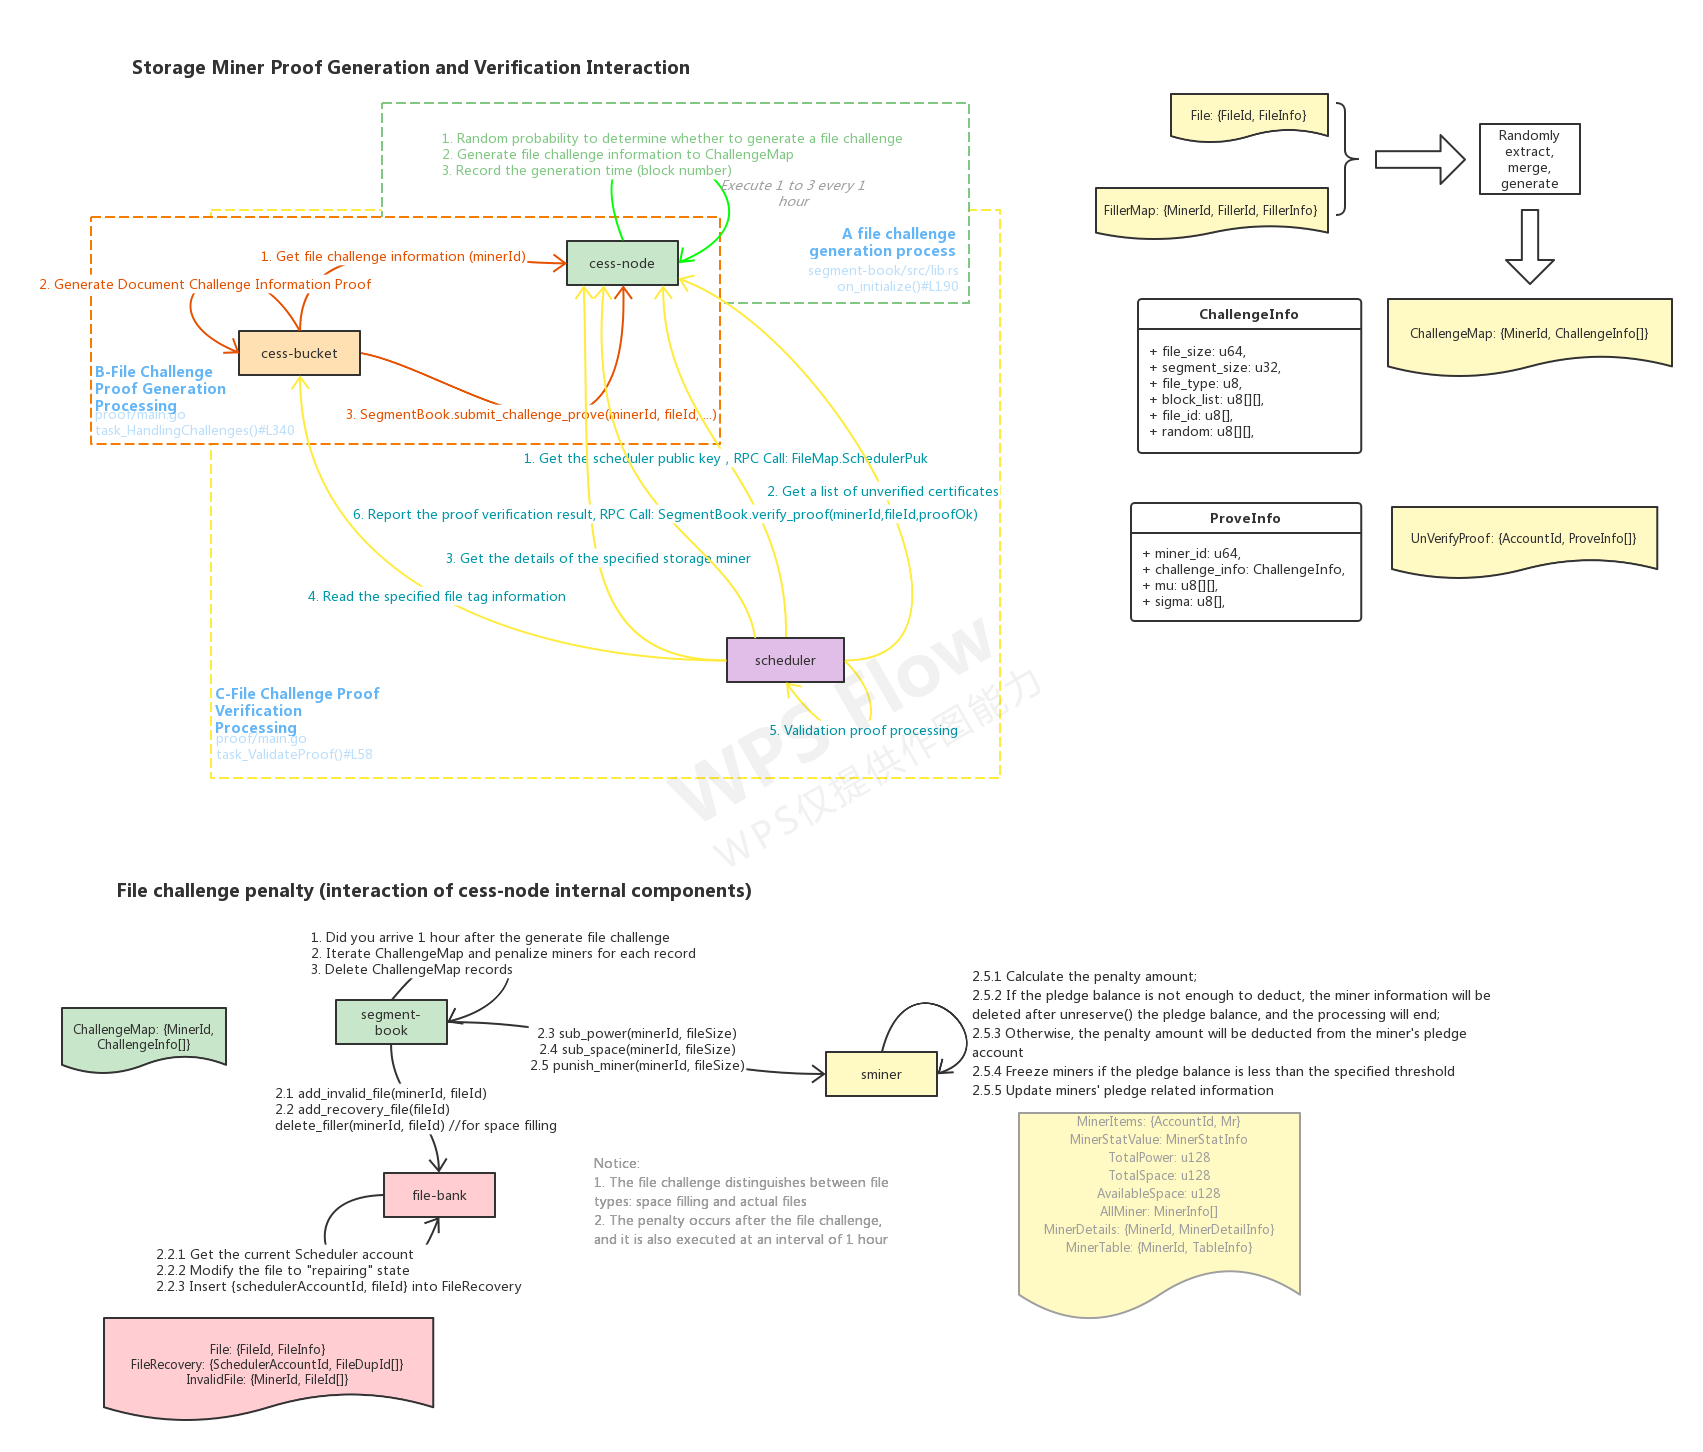 Storage Miner Proof Generation and Verification Interaction
1. Random probability to determine whether to generate a file challenge
2. Generate file challenge information to ChallengeMap
3. Record the generation time (block number)
Execute 1 to 3 every 1
hour
A file challenge
generation process
segment-book/src/lib.rs
on_initialize()#L190
cess-node
1. Get file challenge information (minerId)
2. Generate Document Challenge Information Proof
cess-bucket
B-File Challenge
Proof Generation
Processing
proof/main.go
task_HandlingChallenges()#L340
3. SegmentBook.submit_challenge_prove(minerId, fileId, ...)
1. Get the scheduler public key , RPC Call: FileMap.SchedulerPuk
2. Get a list of unverified certificates
6. Report the proof verification result, RPC Call: SegmentBook.verify_proof(minerId,fileId,proofOk)
3. Get the details of the specified storage miner
4. Read the specified file tag information
scheduler
C-File Challenge Proof
Verification
Processing
proof/main.go
task_ValidateProof()#L58
5. Validation proof processing
WPS Flow
WPS仅提供作图能力
File: {FileId, FileInfo}
FillerMap: {MinerId, FillerId, FillerInfo}
Randomly
extract,
merge,
generate
ChallengeInfo
+ file_size: u64,
+ segment_size: u32,
+ file_type: u8,
+ block_list: u8[][],
+ file_id: u8[],
+ random: u8[][],
ChallengeMap: {MinerId, ChallengeInfo[]}
ProveInfo
+ miner_id: u64,
+ challenge_info: ChallengeInfo,
+ mu: u8[][],
+ sigma: u8[],
UnVerifyProof: {AccountId, ProveInfo[]}
File challenge penalty (interaction of cess-node internal components)
1. Did you arrive 1 hour after the generate file challenge
2. Iterate ChallengeMap and penalize miners for each record
3. Delete ChallengeMap records
segment-
book
ChallengeMap: {MinerId,
ChallengeInfo[]}
2.3 sub_power(minerId, fileSize)
2.4 sub_space(minerId, fileSize)
2.5 punish_miner(minerId, fileSize)
sminer
2.5.1 Calculate the penalty amount;
2.5.2 If the pledge balance is not enough to deduct, the miner information will be
deleted after unreserve() the pledge balance, and the processing will end;
2.5.3 Otherwise, the penalty amount will be deducted from the miner's pledge
account
2.5.4 Freeze miners if the pledge balance is less than the specified threshold
2.5.5 Update miners' pledge related information
2.1 add_invalid_file(minerId, fileId)
2.2 add_recovery_file(fileId)
delete_filler(minerId, fileId) //for space filling
file-bank
Notice:
1. The file challenge distinguishes between file
types: space filling and actual files
2. The penalty occurs after the file challenge,
and it is also executed at an interval of 1 hour
MinerItems: {AccountId, Mr}
MinerStatValue: MinerStatInfo
TotalPower: u128
TotalSpace: u128
AvailableSpace: u128
AllMiner: MinerInfo[]
MinerDetails: {MinerId, MinerDetailInfo}
MinerTable: {MinerId, TableInfo}
2.2.1 Get the current Scheduler account
2.2.2 Modify the file to "repairing" state
2.2.3 Insert {schedulerAccountId, fileId} into FileRecovery
File: {FileId, FileInfo}
FileRecovery: {SchedulerAccountId, FileDupId[]}
InvalidFile: {MinerId, FileId[]}